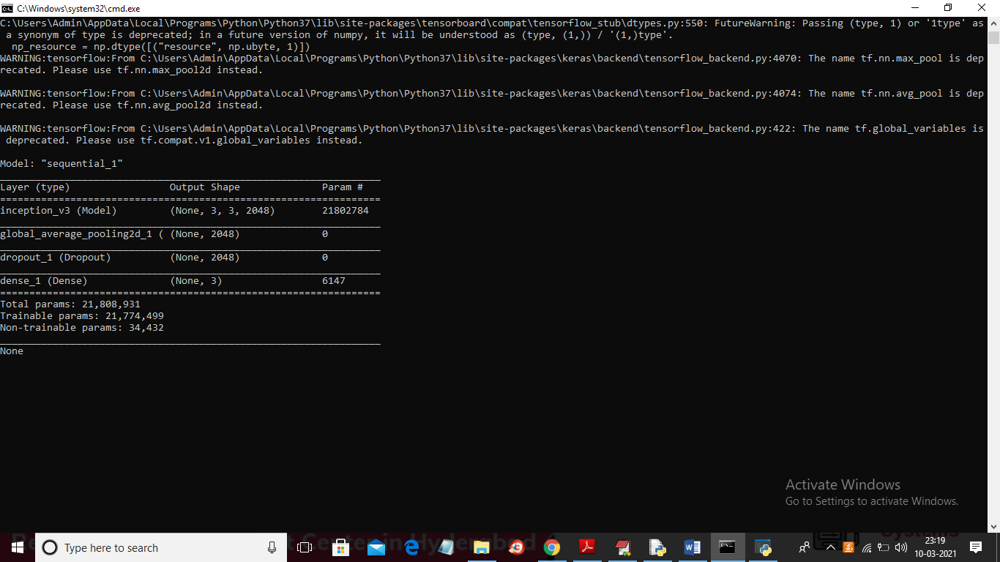 C:\Windows\system32\cmd.exe
C:\Users\Admin\AppData\Local\Programs\Python\Python37\lib\site-packages\tensorboard\compat\tensorflow_stub\dtypes.py:550: FutureWarning: Passing (type, 1) or '1type' as
a synonym of type is deprecated; in a future version of numpy, it will be understood as (type, (1,)) / '(1,)type'.
np_resource = np.dtype([("resource", np.ubyte, 1)])
WARNING:tensorflow:From C:\Users\Admin\AppData\Local\Programs\Python\Python37\lib\site-packages\keras\backend\tensorflow_backend.py:4070: The name tf.nn.max_pool is dep
recated. Please use tf.nn.max_pool2d instead.
WARNING:tensorflow:From C:\Users\Admin\AppData\Local\Programs\Python\Python37\lib\site-packages\keras\backend\tensorflow_backend.py:4074: The name tf.nn.avg_pool is dep
recated. Please use tf.nn.avg_pool2d instead.
WARNING:tensorflow:From C:\Users\Admin\AppData\Local\Programs\Python\Python37\lib\site-packages\keras\backend\tensorflow_backend.py:422: The name tf.global_variables is
deprecated. Please use tf.compat.v1.global_variables instead.
Model: "sequential_1"
Layer (type) Output Shape Param #
inception_v3 (Model) (None, 3, 3, 2048) 21802784
global_average_pooling2d_1 ( (None, 2048) 0
dropout_1 (Dropout) (None, 2048) 0
dense_1 (Dense) (None, 3) 6147
Total params: 21,808,931
Trainable params: 21,774,499
Non-trainable params: 34,432
None
Activate Windows
Go to Settings to activate Windows.
Type here to search
23:19
10-03-2021